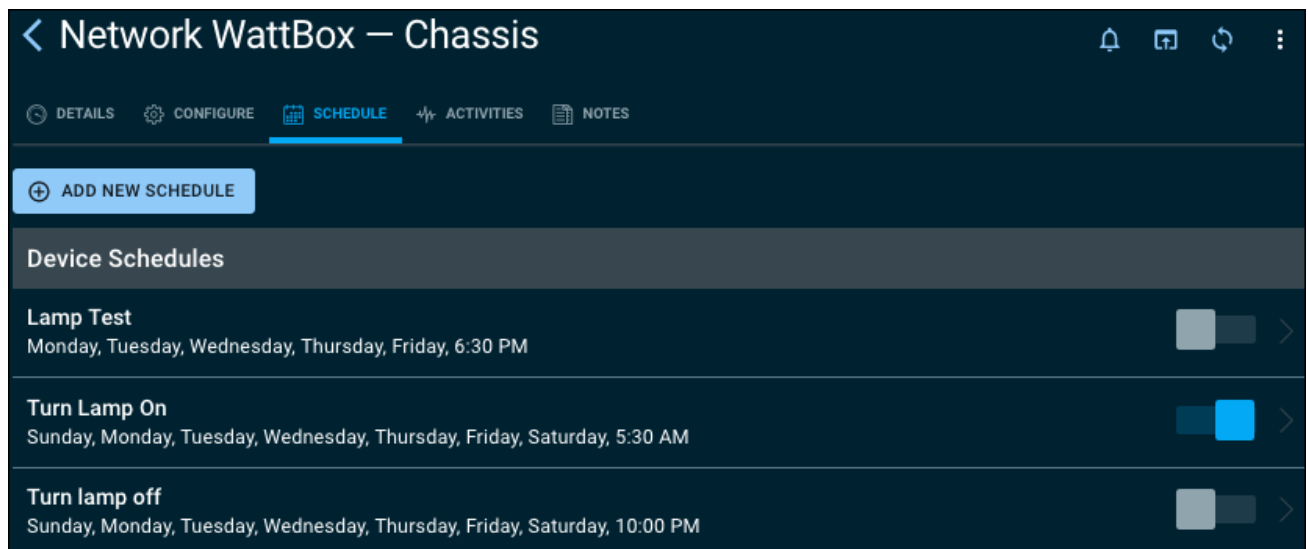 Network WattBox — Chassis
DETAILS CONFIGURE SCHEDULE ACTIVITIES NOTES
ADD NEW SCHEDULE
Device Schedules
Lamp Test
Monday, Tuesday, Wednesday, Thursday, Friday, 6:30 PM
Turn Lamp On
Sunday, Monday, Tuesday, Wednesday, Thursday, Friday, Saturday, 5:30 AM
Turn lamp off
Sunday, Monday, Tuesday, Wednesday, Thursday, Friday, Saturday, 10:00 PM